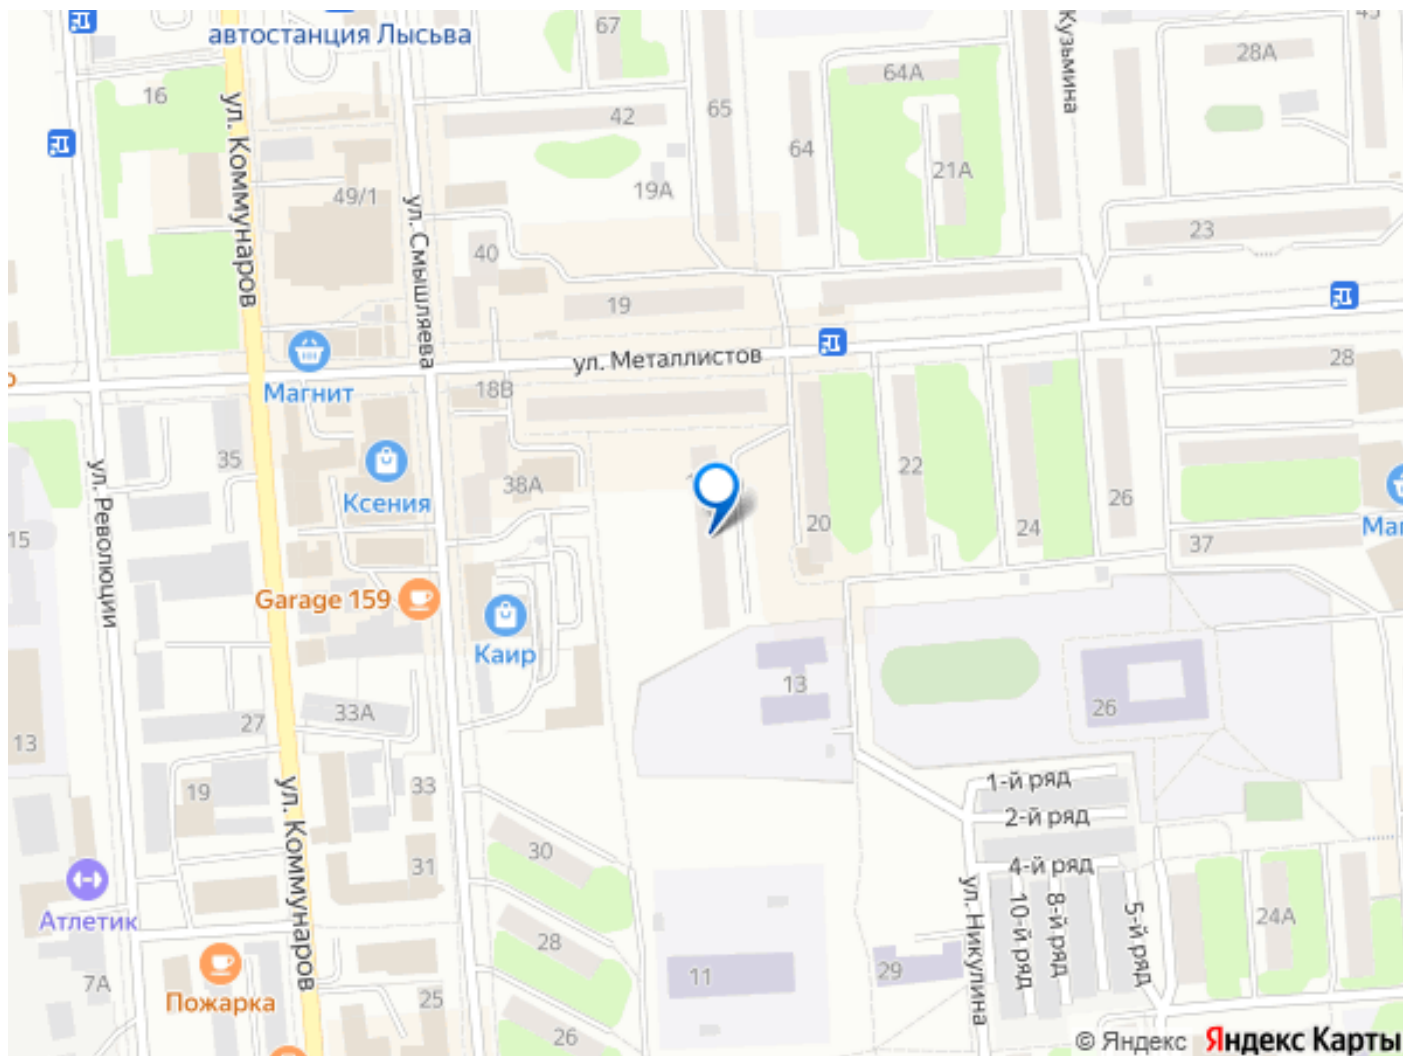 автостанция Лысьва
67
45
Кузьмина
28А
64А
16
ул. Коммунаров
42
65
64
21А
19А
49/1
ул. Смышляева
40
23
19
ул. Металлистов
28
Магнит
18В
35
Ксения
38А
22
26
ул. Революции
15
20
24
37
Маг
Garage 159
Каир
13
26
27
33А
13
19
33
1-й ряд
2-й ряд
ул. Коммунаров
30
31
4-й ряд
ул. Никулина
10-й ряд
8-й ряд
5-й ряд
Атлетик
24А
28
7А
11
29
Пожарка
25
26
© Яндекс Яндекс Карты